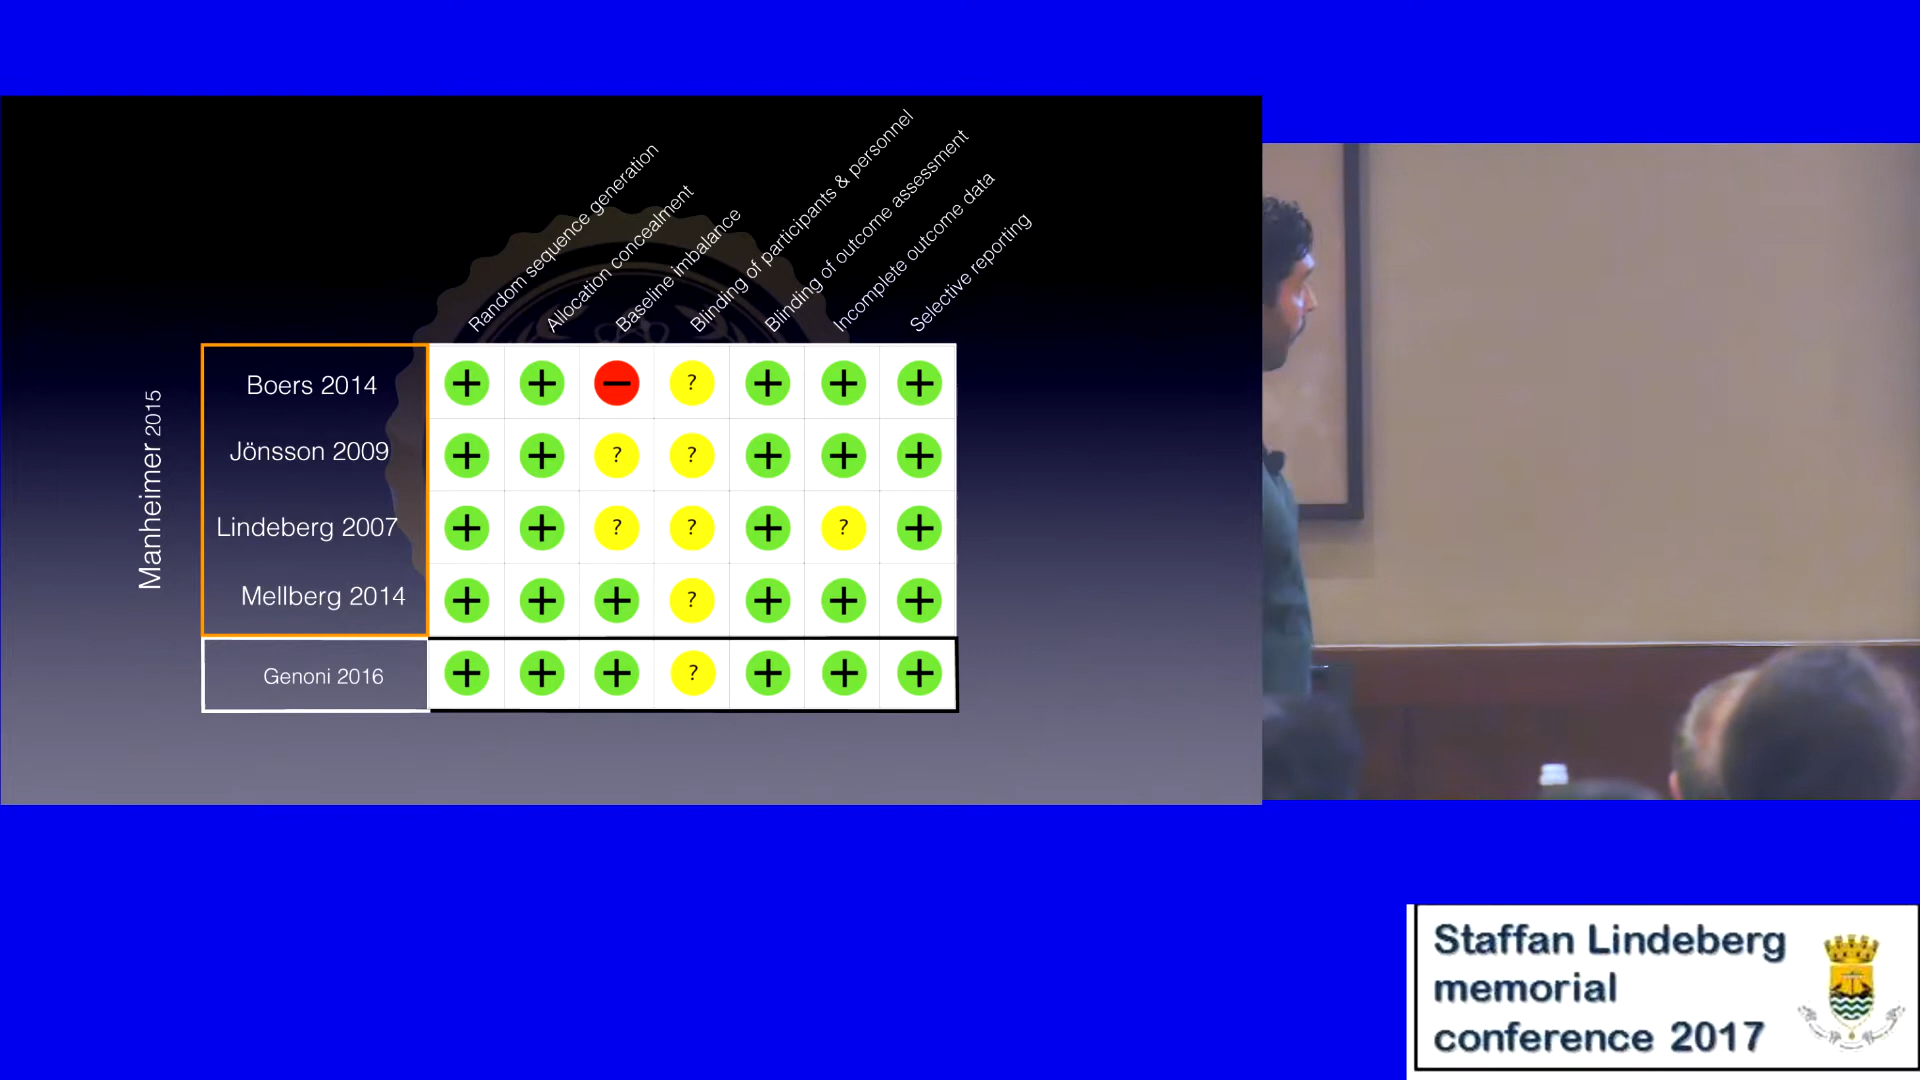 Random sequence generation
Allocation concealment
Baseline imbalance
Blinding of participants & personnel
Blinding of outcome assessment
Incomplete outcome data
Selective reporting
Manheimer 2015
Boers 2014 + + − ? + + +
Jönsson 2009 + + ? ? + + +
Lindeberg 2007 + + ? ? + ? +
Mellberg 2014 + + + ? + + +
Genoni 2016 + + + ? + + +
Staffan Lindeberg
memorial
conference 2017